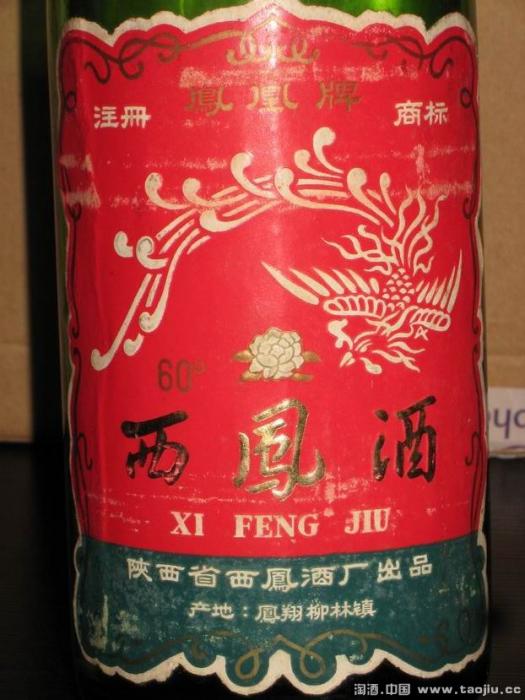 鳳凰牌
注册 商标
60°
西鳳酒
XI FENG JIU
陕西省西鳳酒厂出品
产地：鳳翔柳林镇
淘酒.中国 www.taojiu.cc